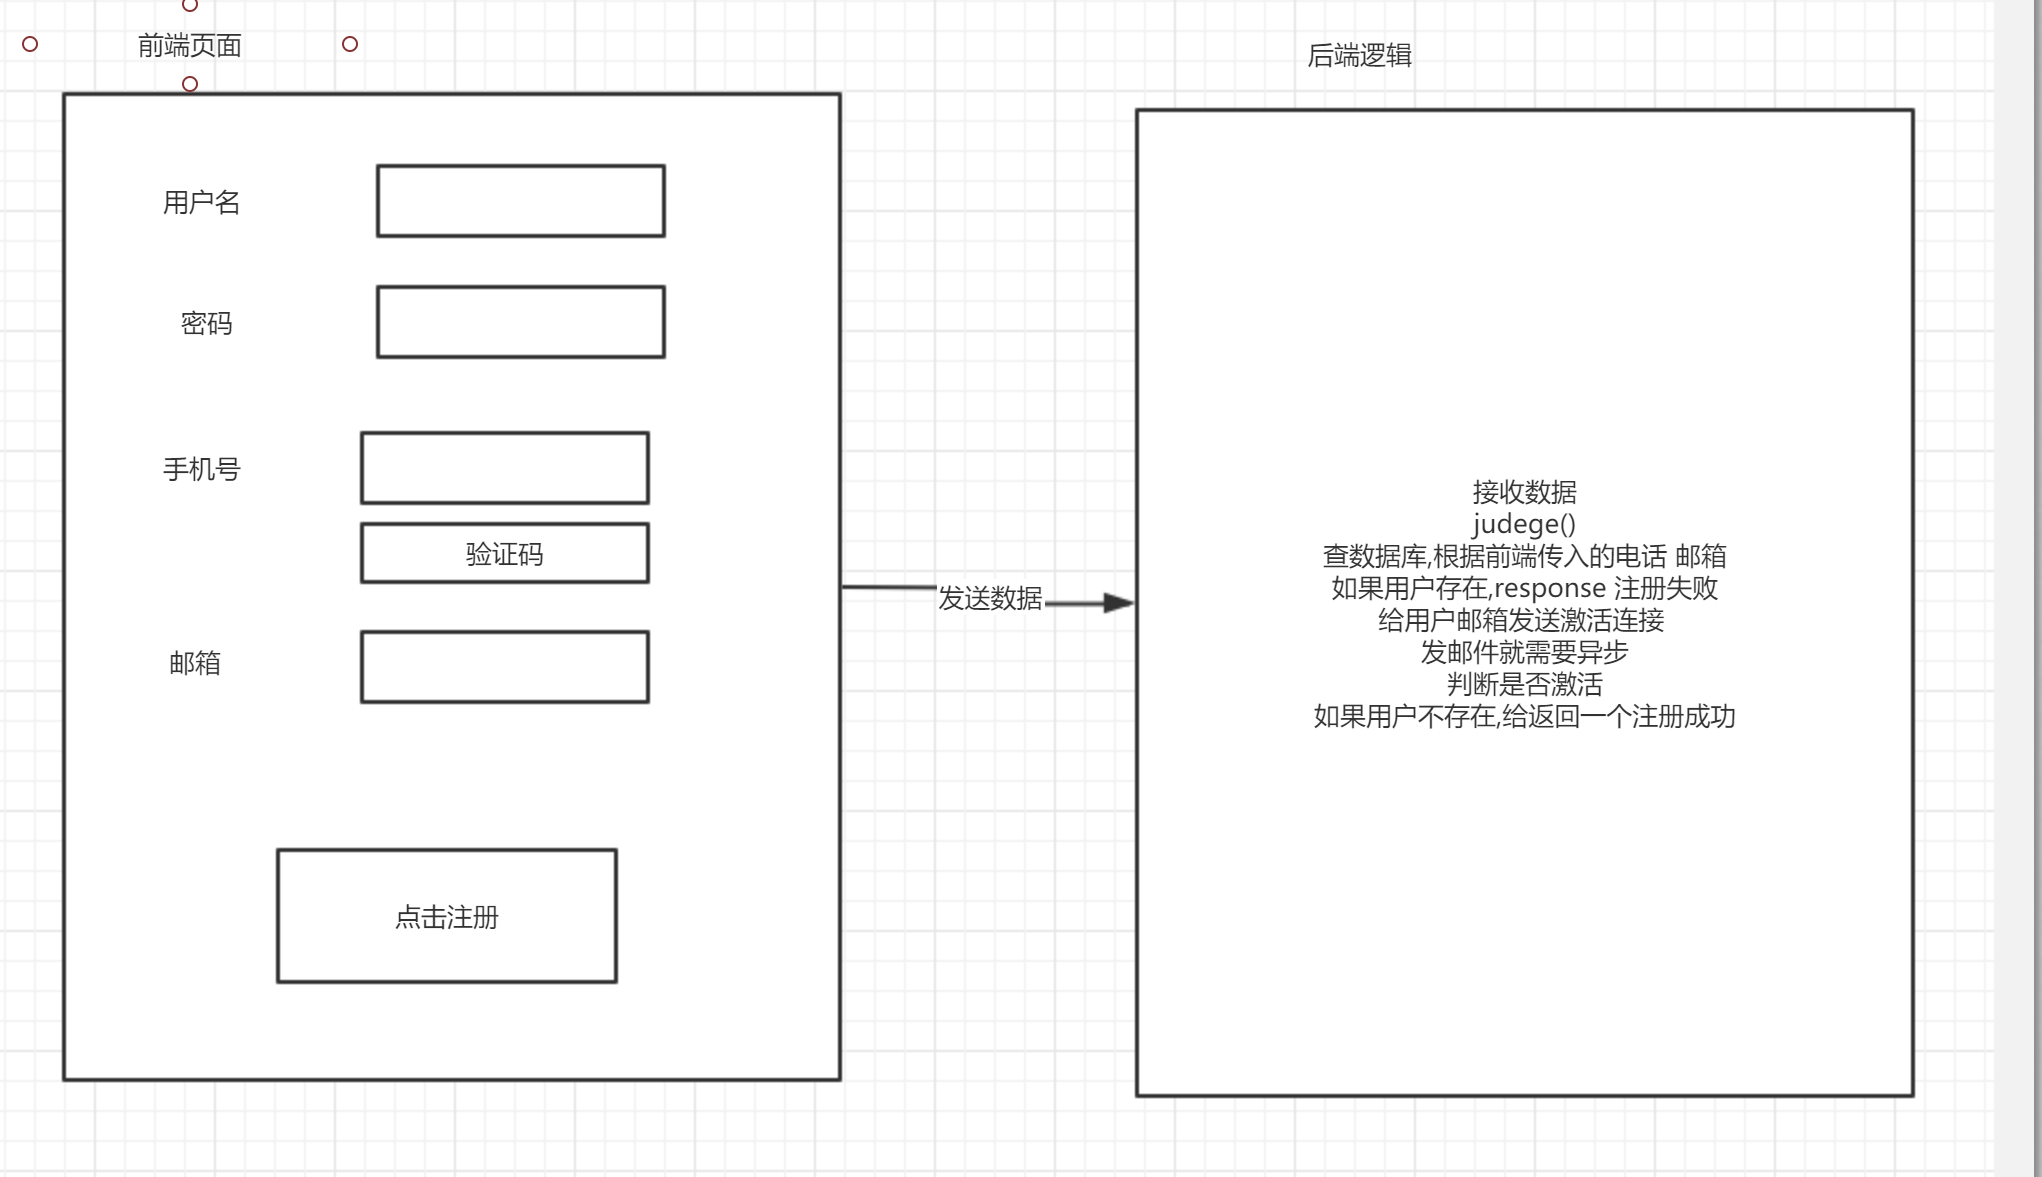 前端页面
用户名
密码
手机号
验证码
邮箱
点击注册
发送数据
后端逻辑
接收数据
judege()
查数据库,根据前端传入的电话 邮箱
如果用户存在,response 注册失败
给用户邮箱发送激活连接
发邮件就需要异步
判断是否激活
如果用户不存在,给返回一个注册成功